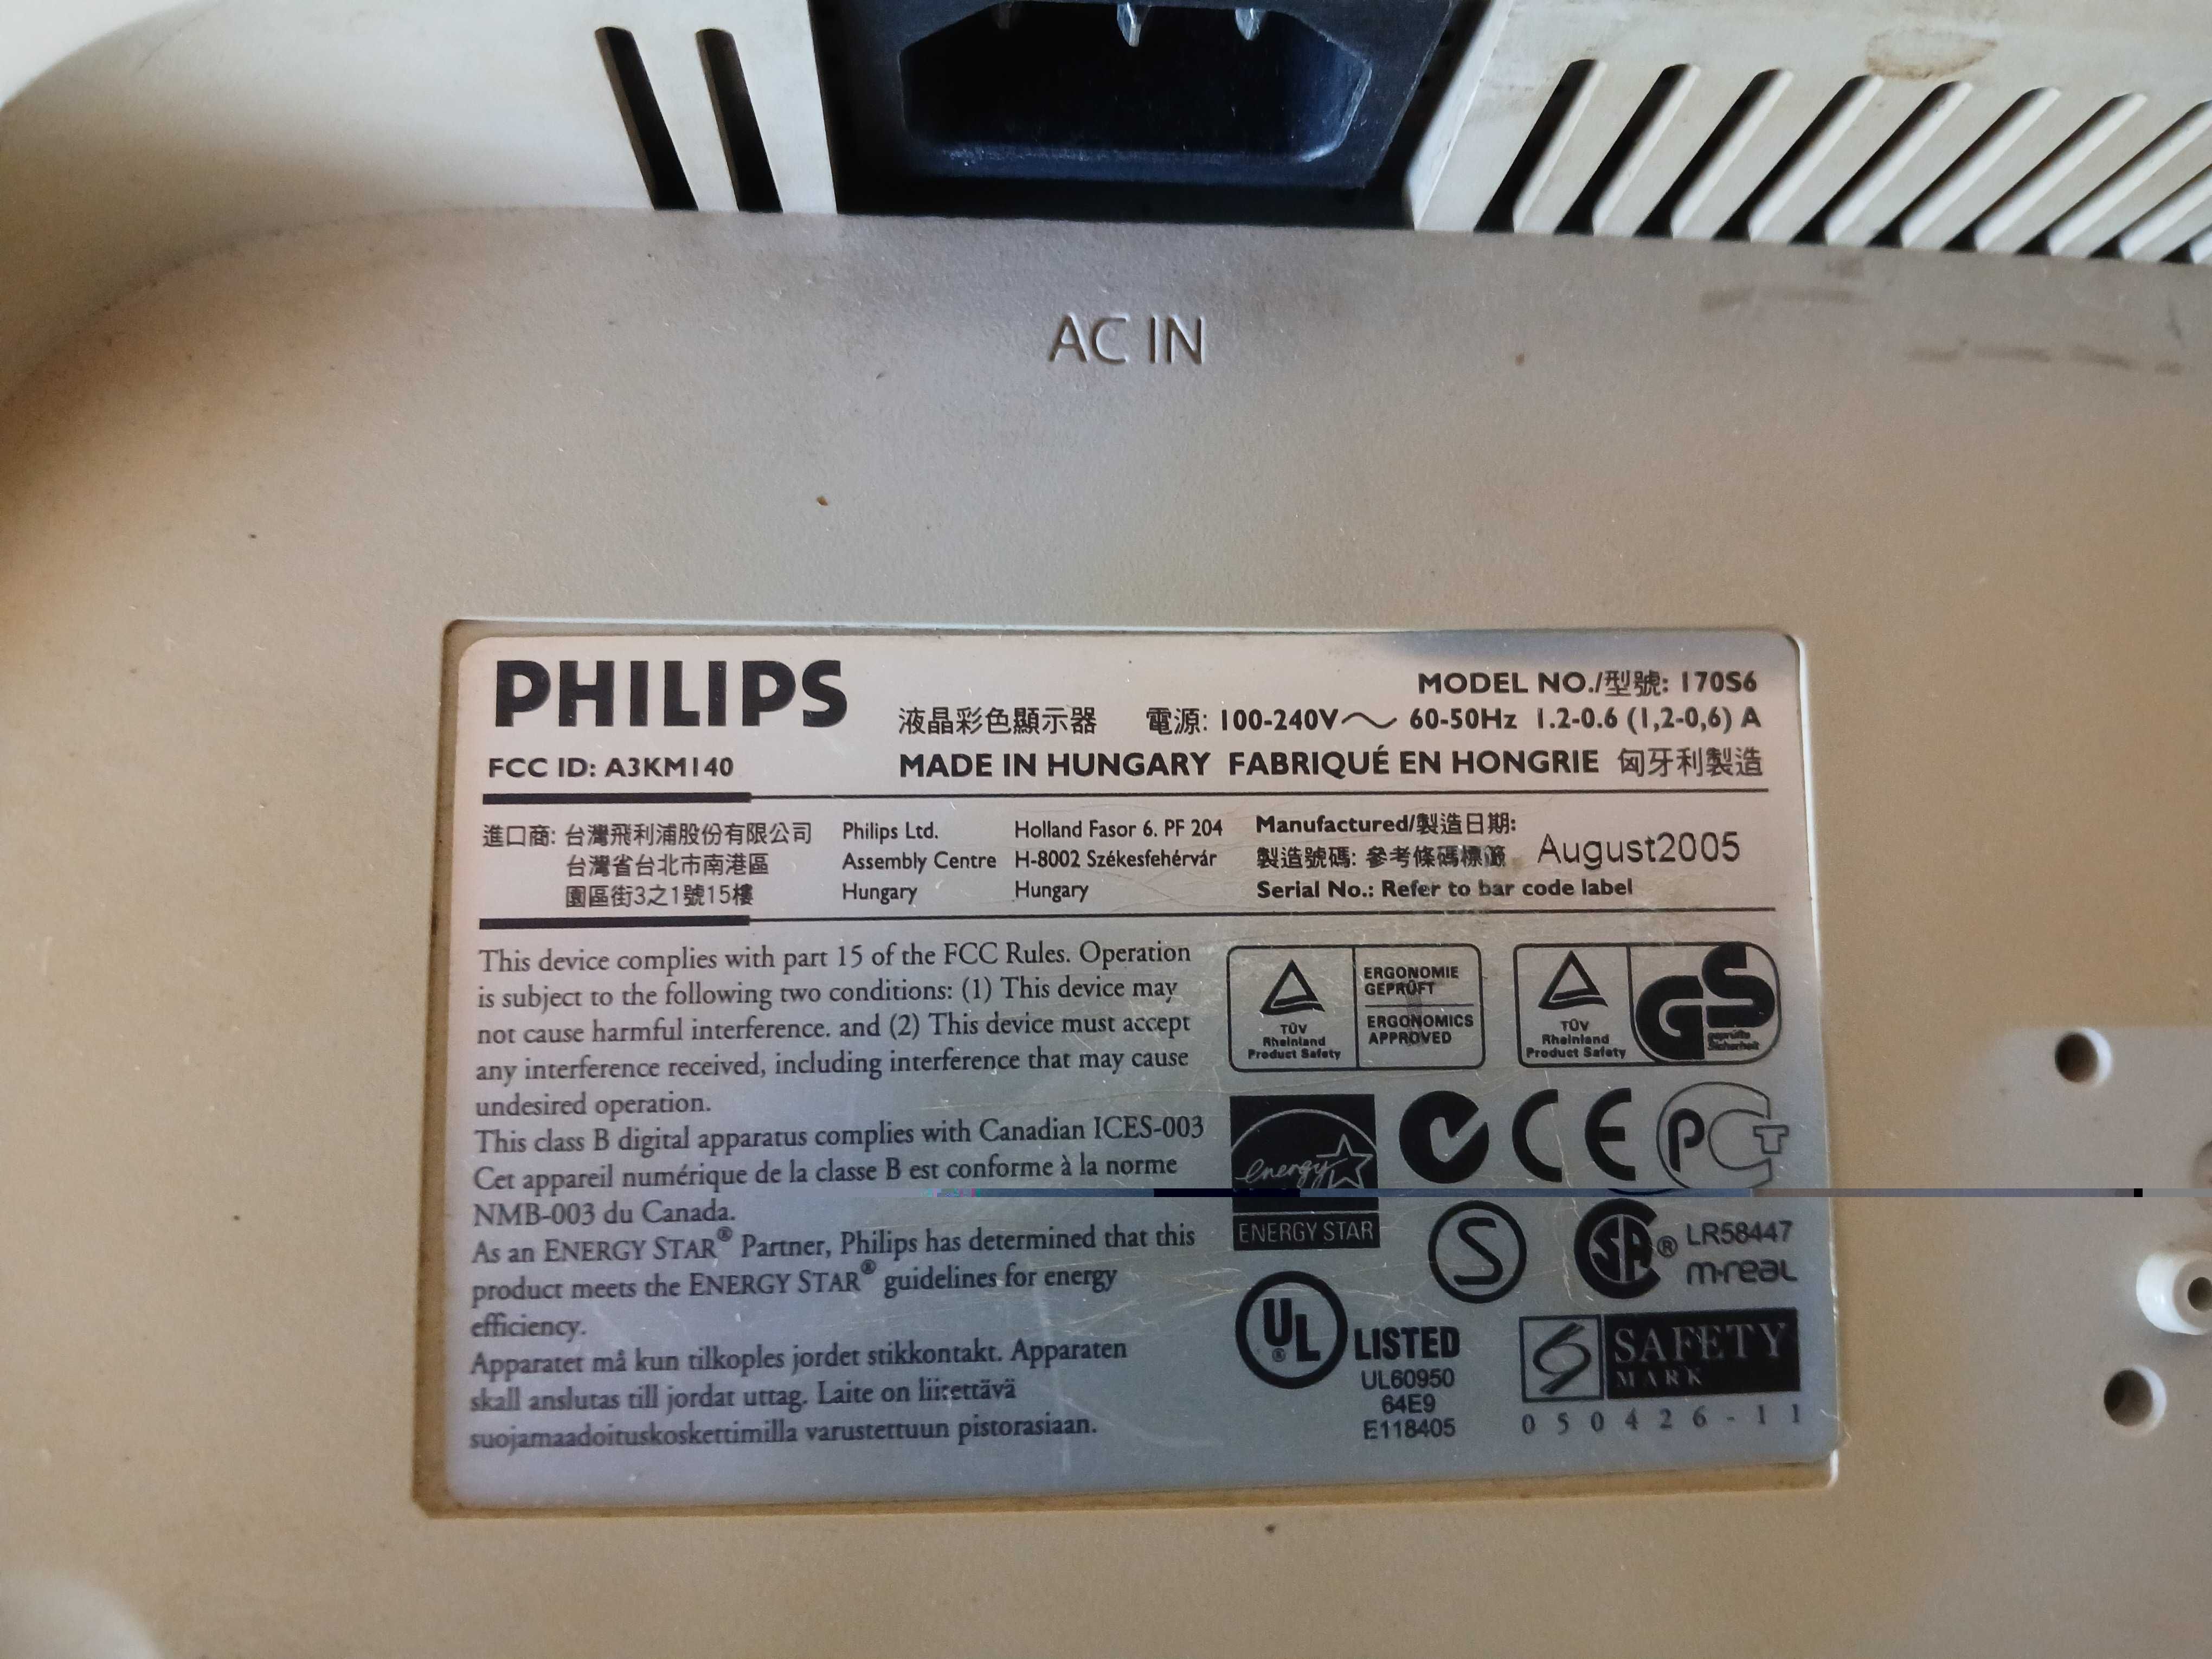 AC IN
PHILIPS
MODEL NO./型號: 170S6
液晶彩色顯示器 電源: 100-240V～ 60-50Hz 1.2-0.6 (1,2-0,6) A
FCC ID: A3KM140
MADE IN HUNGARY FABRIQUÉ EN HONGRIE 匈牙利製造
進口商: 台灣飛利浦股份有限公司
台灣省台北市南港區
園區街3之1號15樓
Philips Ltd.
Assembly Centre
Hungary
Holland Fasor 6. PF 204
H-8002 Székesfehérvár
Hungary
Manufactured/製造日期:
August2005
製造號碼: 參考條碼標籤
Serial No.: Refer to bar code label
This device complies with part 15 of the FCC Rules. Operation
is subject to the following two conditions: (1) This device may
not cause harmful interference. and (2) This device must accept
any interference received, including interference that may cause
undesired operation.
This class B digital apparatus complies with Canadian ICES-003
Cet appareil numérique de la classe B est conforme à la norme
NMB-003 du Canada.
As an ENERGY STAR® Partner, Philips has determined that this
product meets the ENERGY STAR® guidelines for energy
efficiency.
Apparatet må kun tilkoples jordet stikkontakt. Apparaten
skall anslutas till jordat uttag. Laite on liitettävä
suojamaadoituskoskettimilla varustettuun pistorasiaan.
TÜV
Rheinland
Product Safety
ERGONOMIE
GEPRÜFT
ERGONOMICS
APPROVED
TÜV
Rheinland
Product Safety
GS
geprüfte
Sicherheit
energy
ENERGY STAR
CE
PCT
S
SA® LR58447
m·real
UL® LISTED
UL60950
64E9
E118405
SAFETY
MARK
050426-11